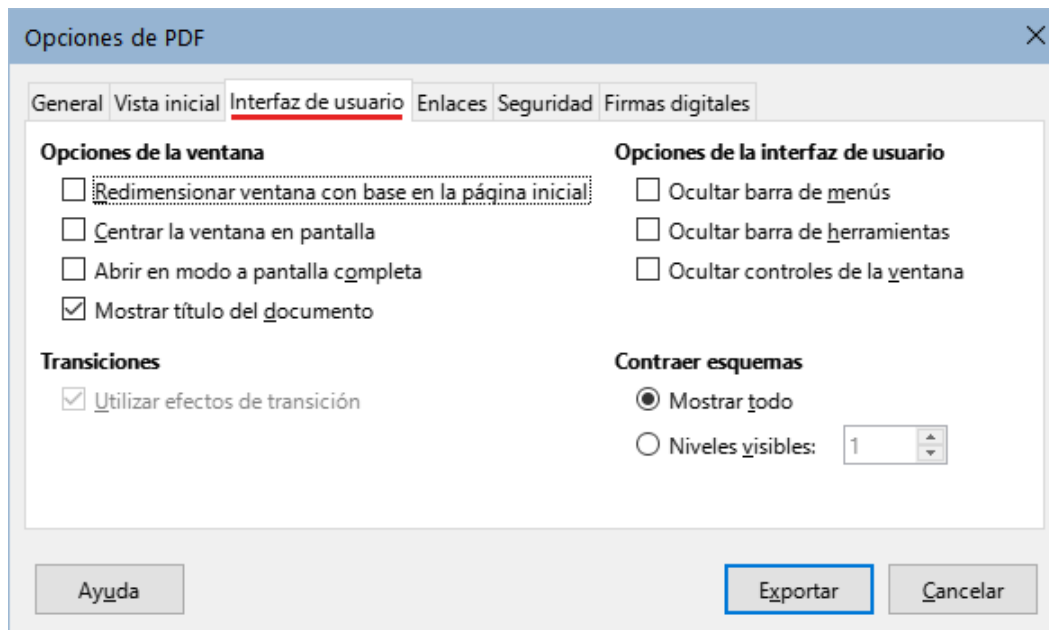 Opciones de PDF
General Vista inicial Interfaz de usuario Enlaces Seguridad Firmas digitales
Opciones de la ventana
Redimensionar ventana con base en la página inicial
Centrar la ventana en pantalla
Abrir en modo a pantalla completa
Mostrar título del documento
Transiciones
Utilizar efectos de transición
Opciones de la interfaz de usuario
Ocultar barra de menús
Ocultar barra de herramientas
Ocultar controles de la ventana
Contraer esquemas
Mostrar todo
Niveles visibles: 1
Ayuda Exportar Cancelar